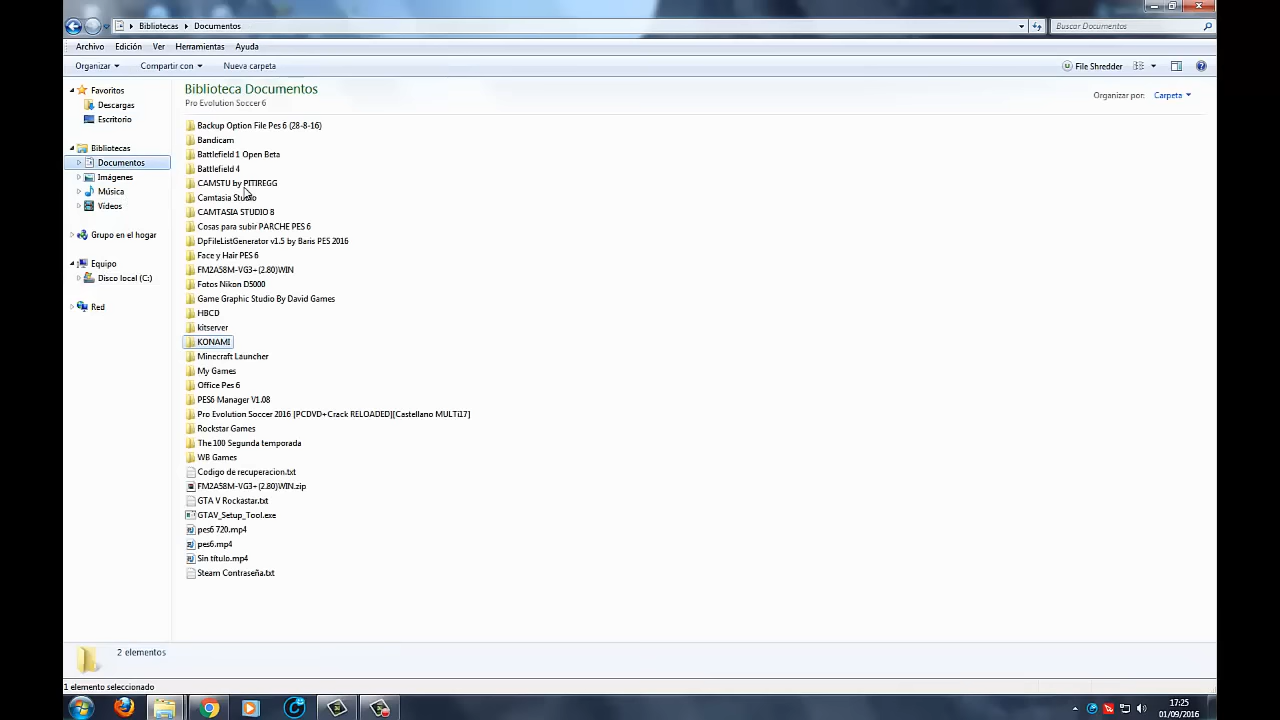 Bibliotecas Documentos
Buscar Documentos
Archivo Edición Ver Herramientas Ayuda
Organizar Compartir con Nueva carpeta
File Shredder
Biblioteca Documentos
Pro Evolution Soccer 6
Organizar por: Carpeta
Favoritos
Descargas
Escritorio
Bibliotecas
Documentos
Imágenes
Música
Vídeos
Grupo en el hogar
Equipo
Disco local (C:)
Red
Backup Option File Pes 6 (28-8-16)
Bandicam
Battlefield 1 Open Beta
Battlefield 4
CAMSTU by PITIREGG
Camtasia Studio
CAMTASIA STUDIO 8
Cosas para subir PARCHE PES 6
DpFileListGenerator v1.5 by Baris PES 2016
Face y Hair PES 6
FM2A58M-VG3+(2.80)WIN
Fotos Nikon D5000
Game Graphic Studio By David Games
HBCD
kitserver
KONAMI
Minecraft Launcher
My Games
Office Pes 6
PES6 Manager V1.08
Pro Evolution Soccer 2016 [PCDVD+Crack RELOADED][Castellano MULTi17]
Rockstar Games
The 100 Segunda temporada
WB Games
Codigo de recuperacion.txt
FM2A58M-VG3+(2.80)WIN.zip
GTA V Rockastar.txt
GTAV_Setup_Tool.exe
pes6 720.mp4
pes6.mp4
Sin título.mp4
Steam Contraseña.txt
2 elementos
1 elemento seleccionado
17:25
01/09/2016